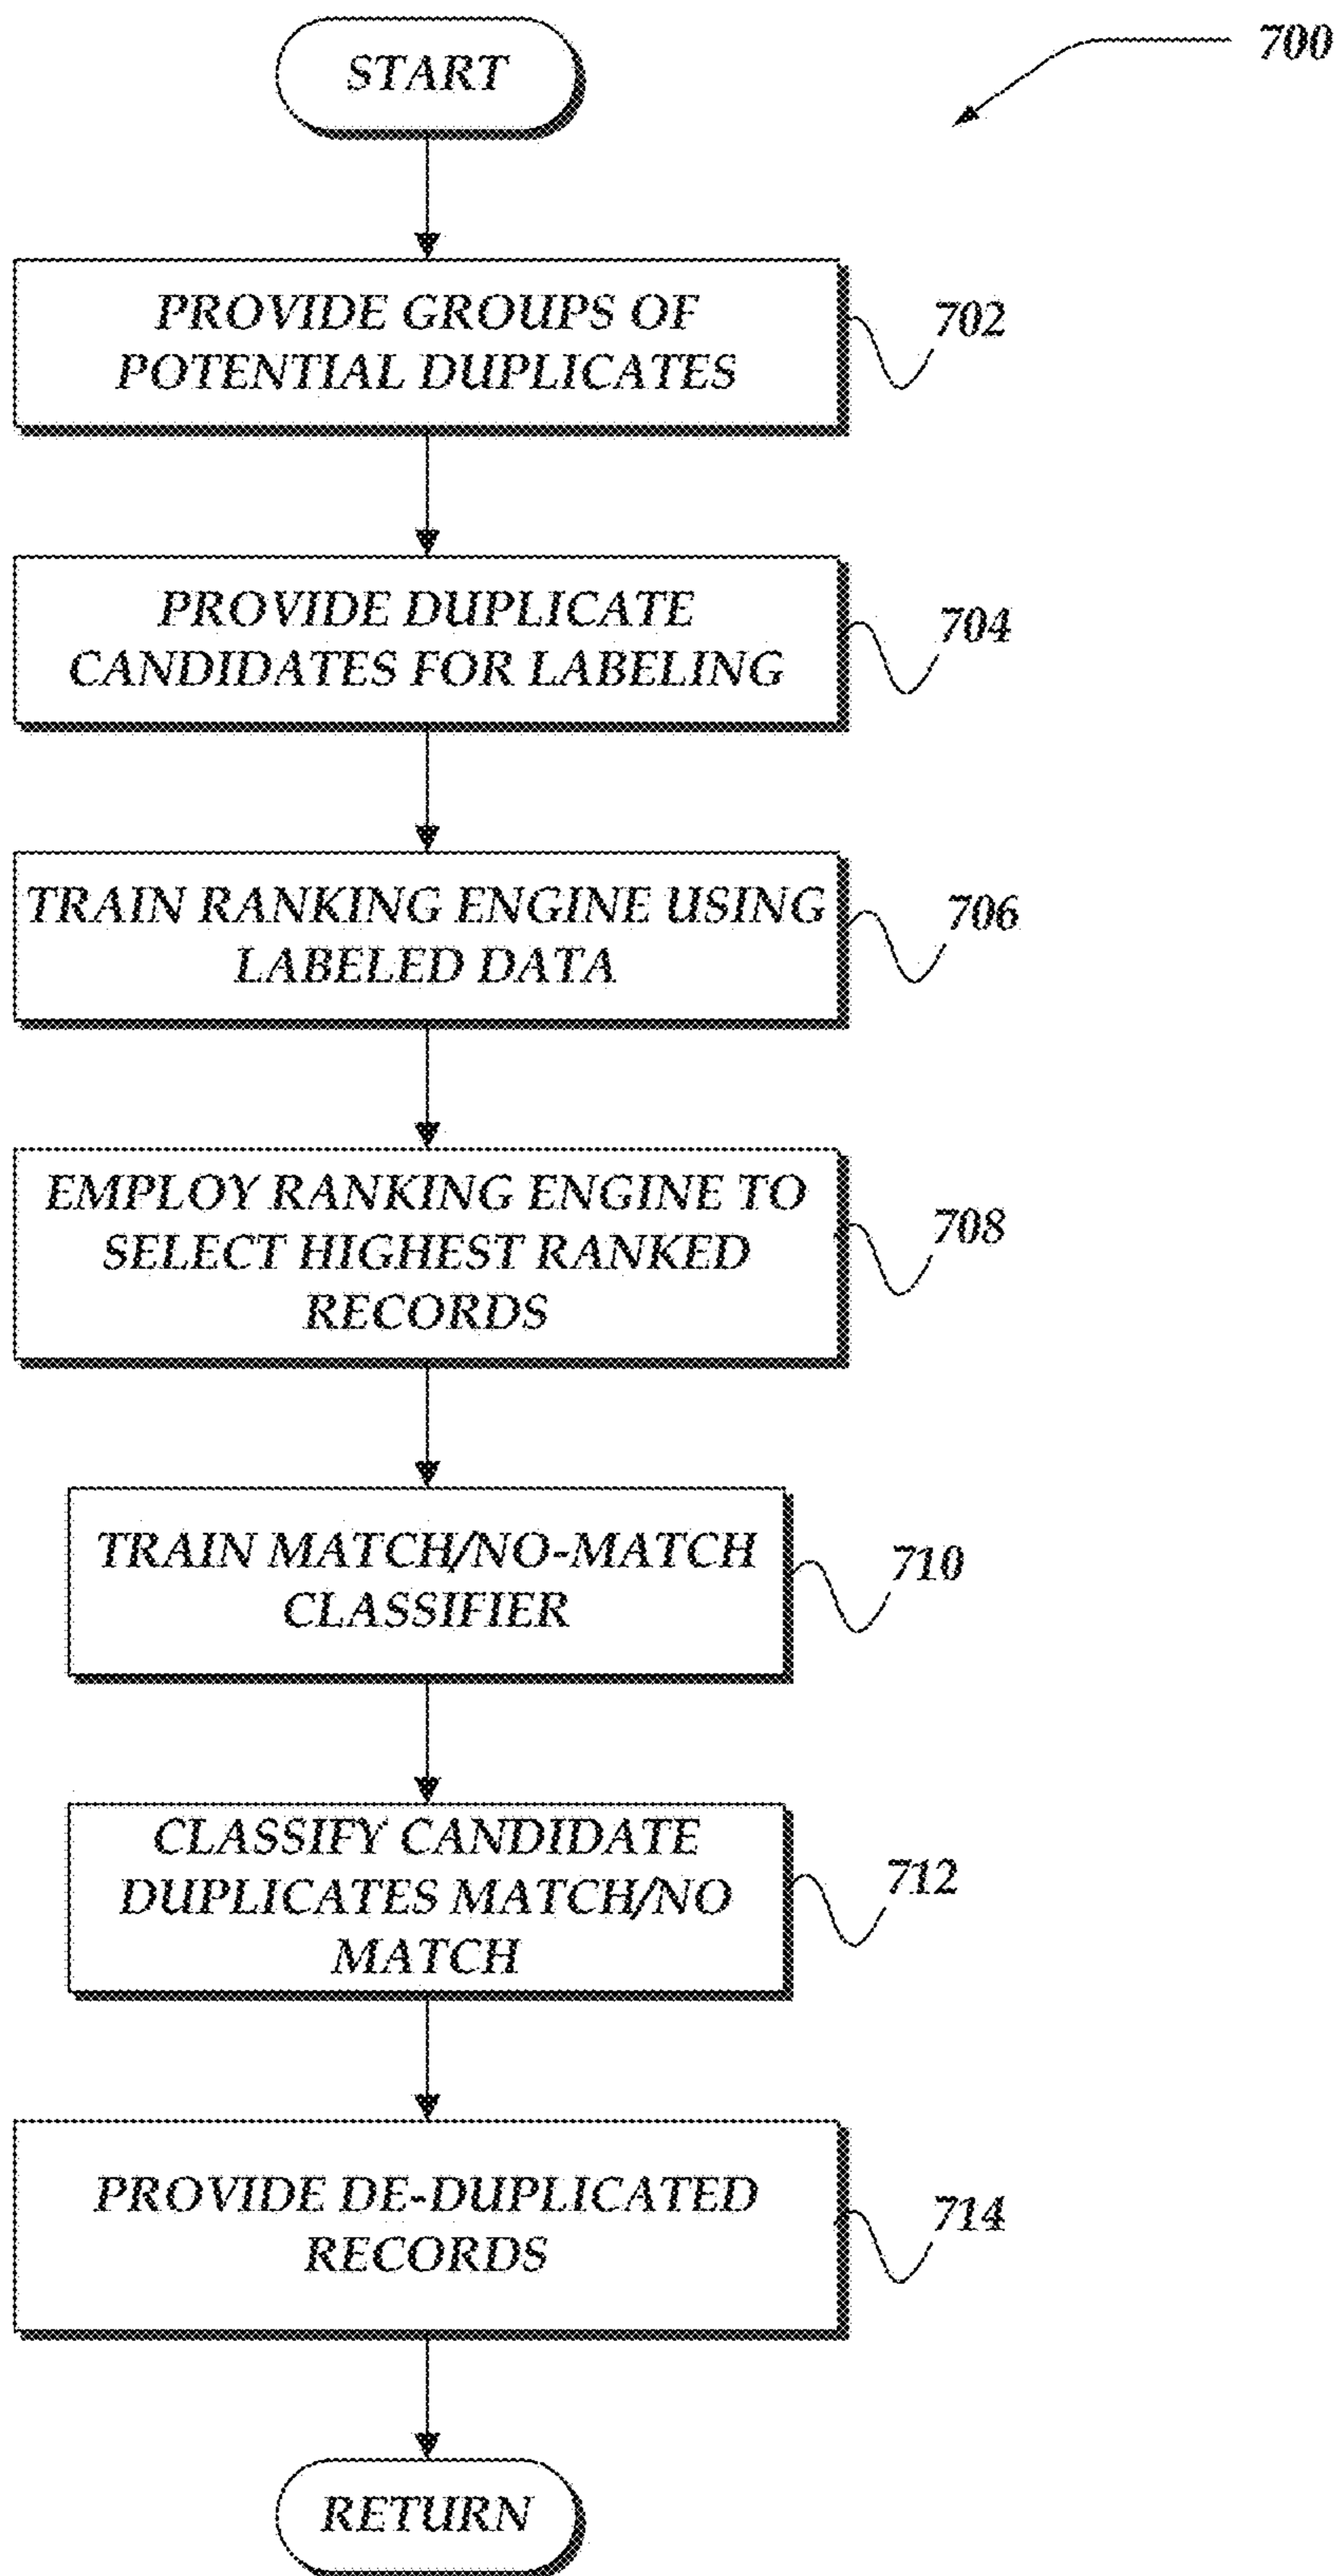 START
700
PROVIDE GROUPS OF
POTENTIAL DUPLICATES
702
PROVIDE DUPLICATE
CANDIDATES FOR LABELING
704
TRAIN RANKING ENGINE USING
LABELED DATA
706
EMPLOY RANKING ENGINE TO
SELECT HIGHEST RANKED
RECORDS
708
TRAIN MATCH/NO-MATCH
CLASSIFIER
710
CLASSIFY CANDIDATE
DUPLICATES MATCH/NO
MATCH
712
PROVIDE DE-DUPLICATED
RECORDS
714
RETURN